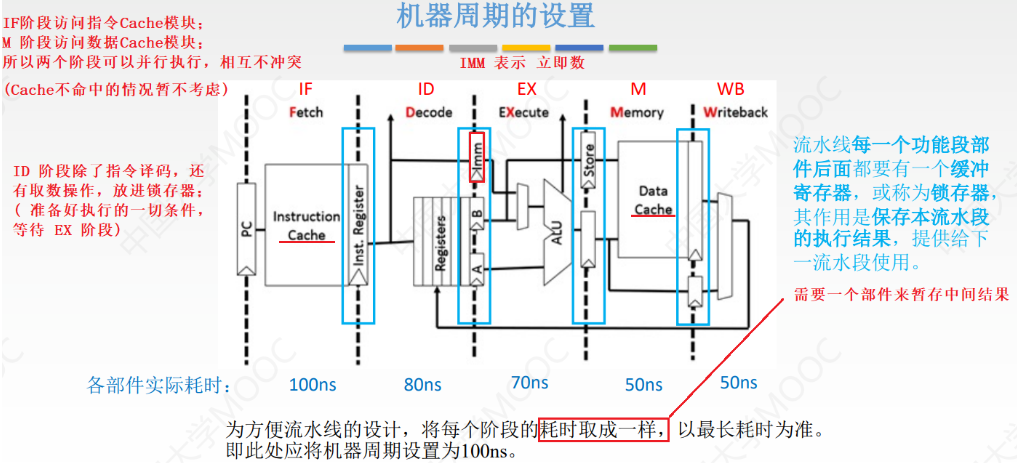 机器周期的设置
IF阶段访问指令Cache模块；
M 阶段访问数据Cache模块；
所以两个阶段可以并行执行，相互不冲突
(Cache不命中的情况暂不考虑)
IMM 表示 立即数
IF ID EX M WB
Fetch Decode EXecute Memory Writeback
ID 阶段除了指令译码，还
有取数操作，放进锁存器；
( 准备好执行的一切条件，
等待 EX 阶段)
PC
Instruction
Cache
Inst. Register
Registers
Imm
B
A
ALU
Store
Data
Cache
流水线每一个功能段部
件后面都要有一个缓冲
寄存器，或称为锁存器，
其作用是保存本流水段
的执行结果，提供给下
一流水段使用。
需要一个部件来暂存中间结果
各部件实际耗时： 100ns 80ns 70ns 50ns 50ns
为方便流水线的设计，将每个阶段的耗时取成一样，以最长耗时为准。
即此处应将机器周期设置为100ns。
中国大学MOOC